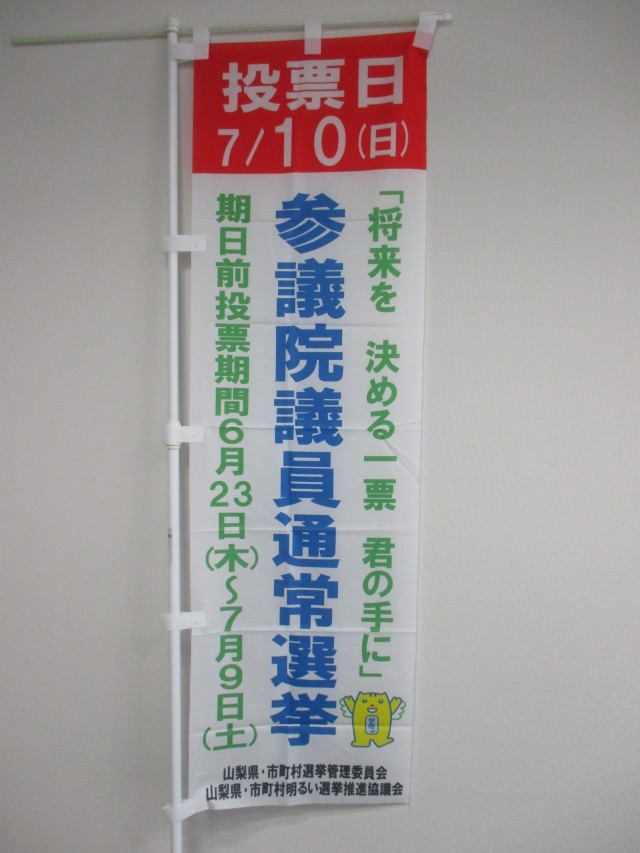 投票日
7/10(日)
「将来を 決める一票 君の手に」
参議院議員通常選挙
期日前投票期間6月23日(木)～7月9日(土)
山梨県・市町村選挙管理委員会
山梨県・市町村明るい選挙推進協議会